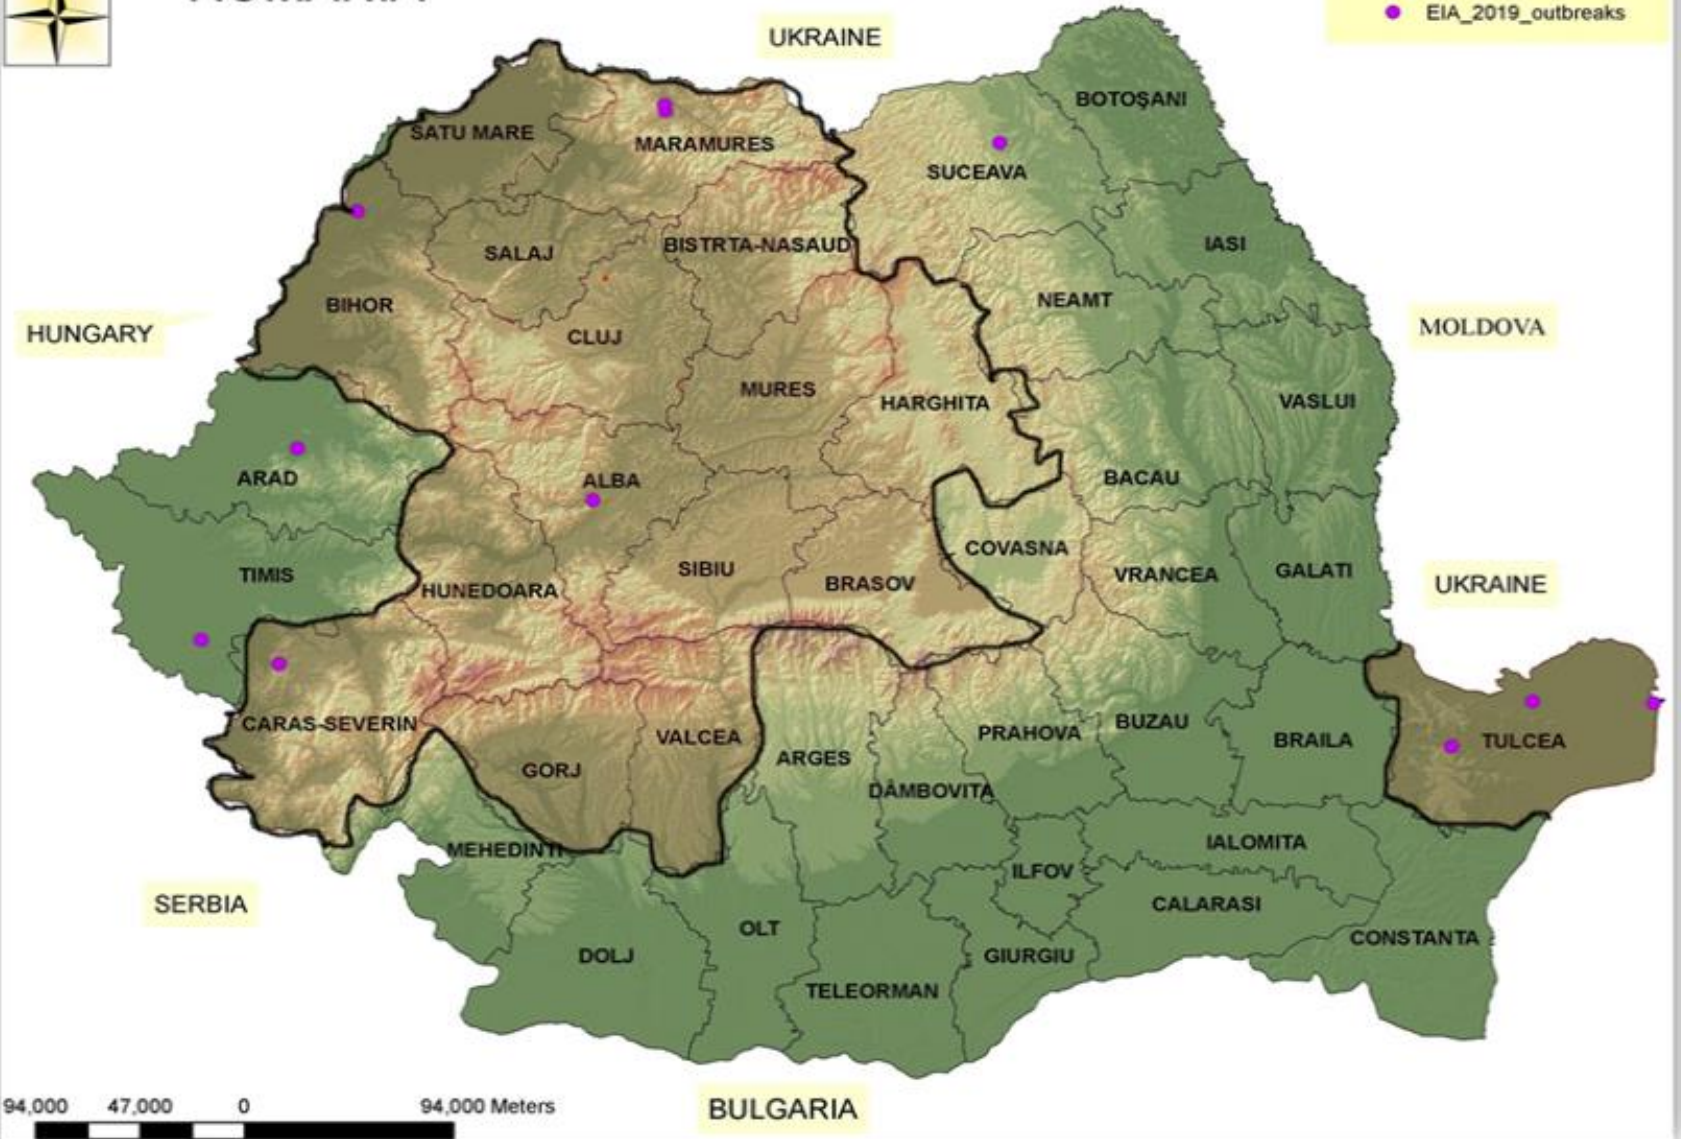 UKRAINE
EIA_2019_outbreaks
BOTOŞANI
SATU MARE
MARAMURES
SUCEAVA
SALAJ
BISTRTA-NASAUD
IASI
BIHOR
NEAMT
HUNGARY
CLUJ
MOLDOVA
MURES
HARGHITA
VASLUI
ARAD
ALBA
BACAU
COVASNA
TIMIS
HUNEDOARA
SIBIU
BRASOV
VRANCEA
GALATI
UKRAINE
CARAS-SEVERIN
VALCEA
PRAHOVA
BUZAU
BRAILA
TULCEA
GORJ
ARGES
DÂMBOVITA
MEHEDINTI
IALOMITA
ILFOV
SERBIA
CALARASI
OLT
CONSTANTA
DOLJ
GIURGIU
TELEORMAN
94,000 47,000 0 94,000 Meters
BULGARIA